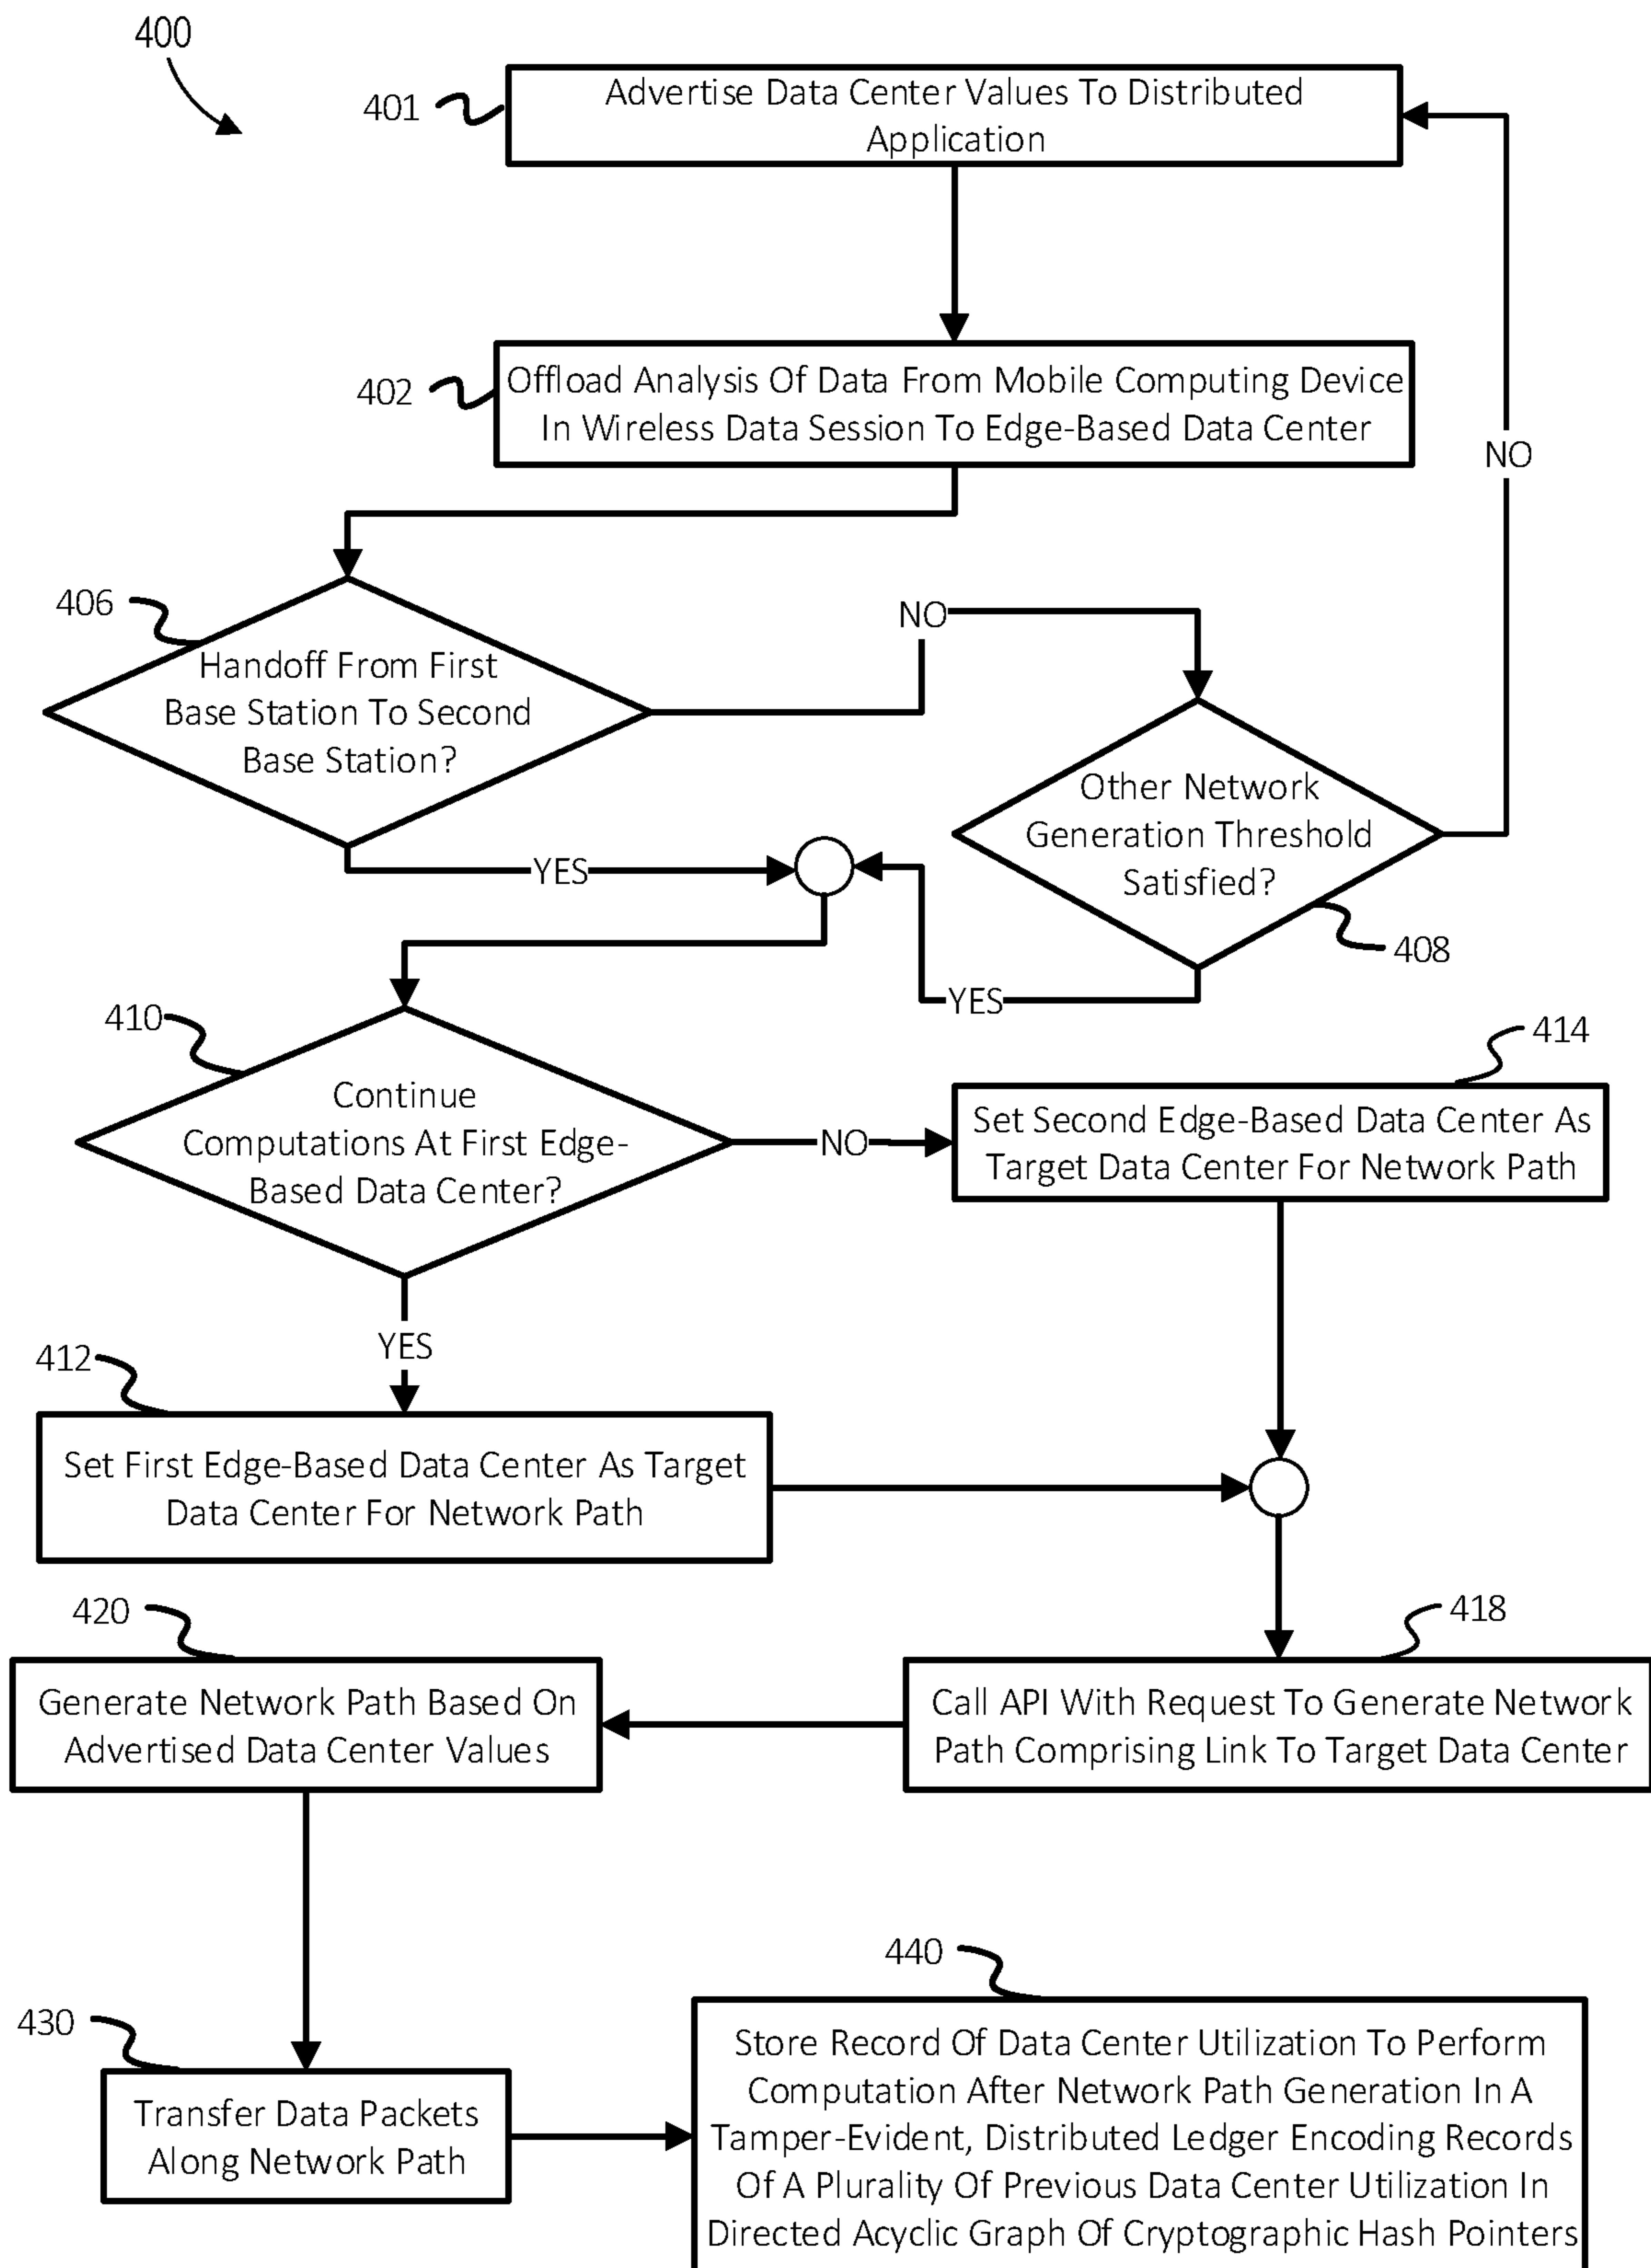 400
401
Advertise Data Center Values To Distributed
Application
402
Offload Analysis Of Data From Mobile Computing Device
In Wireless Data Session To Edge-Based Data Center
NO
406
Handoff From First
Base Station To Second
Base Station?
NO
YES
Other Network
Generation Threshold
Satisfied?
408
YES
410
Continue
Computations At First Edge-
Based Data Center?
NO
414
Set Second Edge-Based Data Center As
Target Data Center For Network Path
YES
412
Set First Edge-Based Data Center As Target
Data Center For Network Path
418
Call API With Request To Generate Network
Path Comprising Link To Target Data Center
420
Generate Network Path Based On
Advertised Data Center Values
430
Transfer Data Packets
Along Network Path
440
Store Record Of Data Center Utilization To Perform
Computation After Network Path Generation In A
Tamper-Evident, Distributed Ledger Encoding Records
Of A Plurality Of Previous Data Center Utilization In
Directed Acyclic Graph Of Cryptographic Hash Pointers